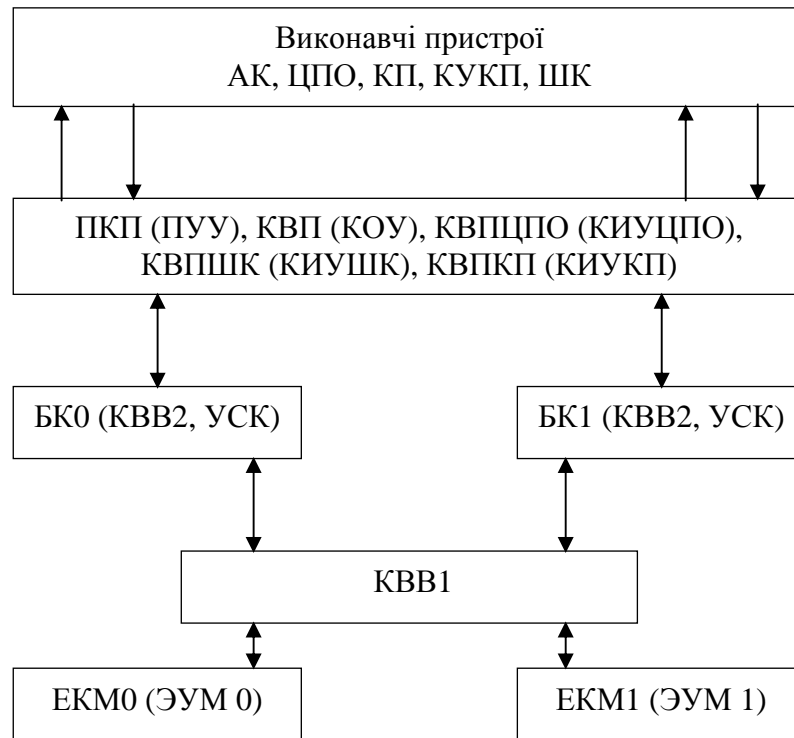 Виконавчі пристрої
АК, ЦПО, КП, КУКП, ШК
ПКП (ПУУ), КВП (КОУ), КВПЦПО (КИУЦПО),
КВПШК (КИУШК), КВПКП (КИУКП)
БК0 (КВВ2, УСК)
БК1 (КВВ2, УСК)
КВВ1
ЕКМ0 (ЭУМ 0)
ЕКМ1 (ЭУМ 1)